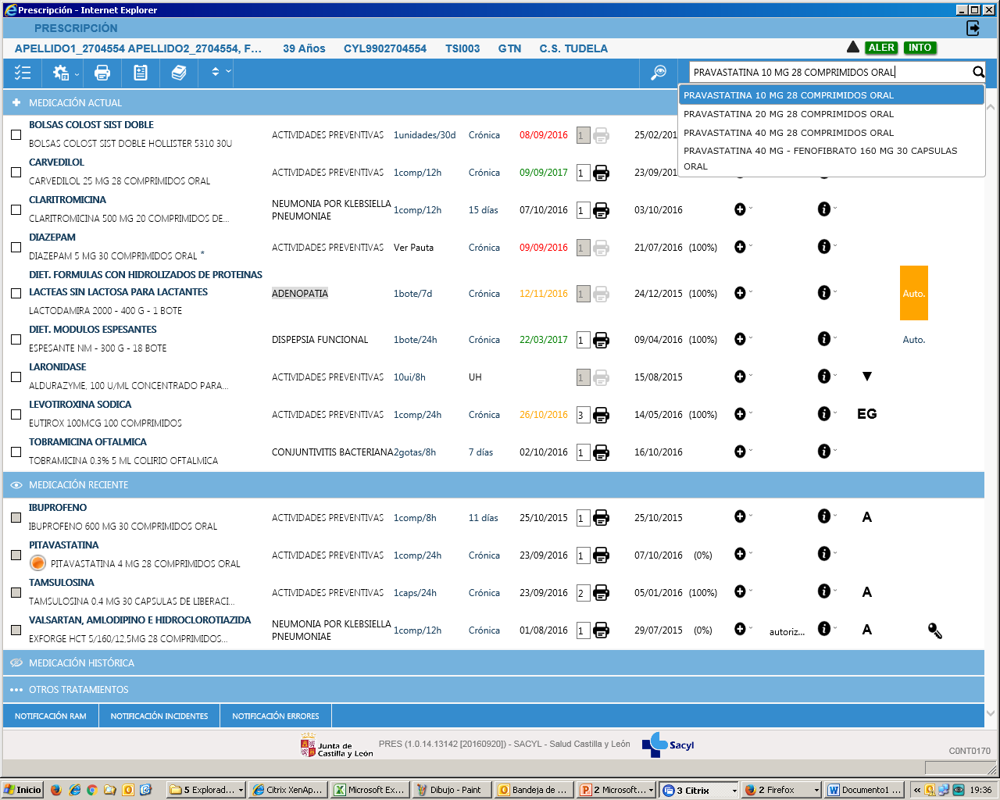 Prescripción - Internet Explorer
PRESCRIPCIÓN
APELLIDO1_2704554 APELLIDO2_2704554, F... 39 Años CYL9902704554 TSI003 GTN C.S. TUDELA ALER INTO
PRAVASTATINA 10 MG 28 COMPRIMIDOS ORAL
PRAVASTATINA 10 MG 28 COMPRIMIDOS ORAL
PRAVASTATINA 20 MG 28 COMPRIMIDOS ORAL
PRAVASTATINA 40 MG 28 COMPRIMIDOS ORAL
PRAVASTATINA 40 MG - FENOFIBRATO 160 MG 30 CAPSULAS
ORAL
MEDICACIÓN ACTUAL
BOLSAS COLOST SIST DOBLE
BOLSAS COLOST SIST DOBLE HOLLISTER 5310 30U
ACTIVIDADES PREVENTIVAS 1unidades/30d Crónica 08/09/2016 1 25/02/201
CARVEDILOL
CARVEDILOL 25 MG 28 COMPRIMIDOS ORAL
ACTIVIDADES PREVENTIVAS 1comp/12h Crónica 09/09/2017 1 23/09/201
CLARITROMICINA
CLARITROMICINA 500 MG 20 COMPRIMIDOS DE...
NEUMONIA POR KLEBSIELLA
PNEUMONIAE
1comp/12h 15 días 07/10/2016 1 03/10/2016
DIAZEPAM
DIAZEPAM 5 MG 30 COMPRIMIDOS ORAL *
ACTIVIDADES PREVENTIVAS Ver Pauta Crónica 09/09/2016 1 21/07/2016 (100%)
DIET. FORMULAS CON HIDROLIZADOS DE PROTEINAS
LACTEAS SIN LACTOSA PARA LACTANTES
LACTODAMIRA 2000 - 400 G - 1 BOTE
ADENOPATIA 1bote/7d Crónica 12/11/2016 1 24/12/2015 (100%) Auto.
DIET. MODULOS ESPESANTES
ESPESANTE NM - 300 G - 18 BOTE
DISPEPSIA FUNCIONAL 1bote/24h Crónica 22/03/2017 1 09/04/2016 (100%) Auto.
LARONIDASE
ALDURAZYME, 100 U/ML CONCENTRADO PARA...
ACTIVIDADES PREVENTIVAS 10ui/8h UH 1 15/08/2015
LEVOTIROXINA SODICA
EUTIROX 100MCG 100 COMPRIMIDOS
ACTIVIDADES PREVENTIVAS 1comp/24h Crónica 26/10/2016 3 14/05/2016 (100%) EG
TOBRAMICINA OFTALMICA
TOBRAMICINA 0.3% 5 ML COLIRIO OFTALMICA
CONJUNTIVITIS BACTERIANA 2gotas/8h 7 días 02/10/2016 1 16/10/2016
MEDICACIÓN RECIENTE
IBUPROFENO
IBUPROFENO 600 MG 30 COMPRIMIDOS ORAL
ACTIVIDADES PREVENTIVAS 1comp/8h 11 días 25/10/2015 1 25/10/2015 A
PITAVASTATINA
PITAVASTATINA 4 MG 28 COMPRIMIDOS ORAL
ACTIVIDADES PREVENTIVAS 1comp/24h Crónica 23/09/2016 1 07/10/2016 (0%)
TAMSULOSINA
TAMSULOSINA 0.4 MG 30 CAPSULAS DE LIBERACI...
ACTIVIDADES PREVENTIVAS 1caps/24h Crónica 23/09/2016 2 05/01/2016 (100%) A
VALSARTAN, AMLODIPINO E HIDROCLOROTIAZIDA
EXFORGE HCT 5/160/12,5MG 28 COMPRIMIDOS...
NEUMONIA POR KLEBSIELLA
PNEUMONIAE
1comp/12h Crónica 01/08/2016 1 29/07/2015 (0%) autoriz... A
MEDICACIÓN HISTÓRICA
OTROS TRATAMIENTOS
NOTIFICACIÓN RAM NOTIFICACIÓN INCIDENTES NOTIFICACIÓN ERRORES
Junta de
Castilla y León
PRES (1.0.14.13142 [20160920]) - SACYL - Salud Castilla y León
Sacyl
C0NT0170
Inicio 5 Explorad... Citrix XenAp... Microsoft Ex... Dibujo - Paint Bandeja de ... 2 Microsoft... 3 Citrix 2 Firefox Documento1 ... « 19:36